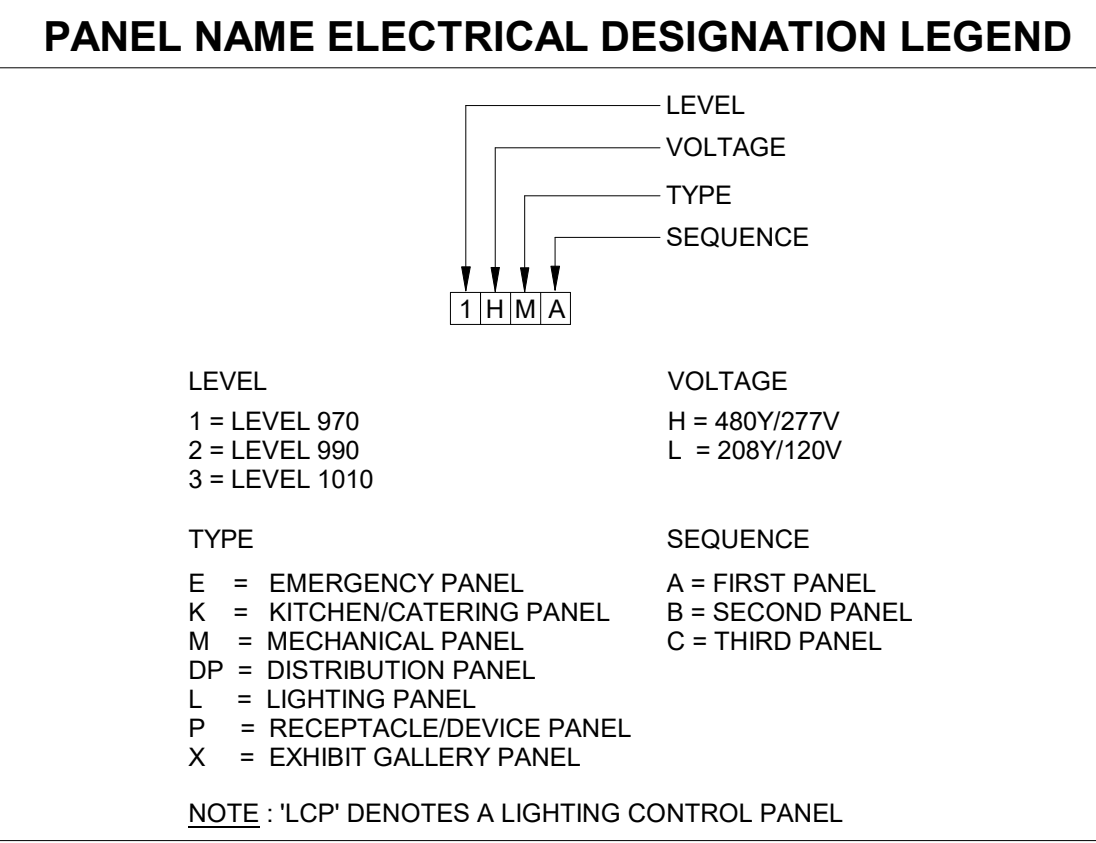 PANEL NAME ELECTRICAL DESIGNATION LEGEND
LEVEL
VOLTAGE
TYPE
SEQUENCE
1 H M A
LEVEL
1 = LEVEL 970
2 = LEVEL 990
3 = LEVEL 1010
VOLTAGE
H = 480Y/277V
L = 208Y/120V
TYPE
E = EMERGENCY PANEL
K = KITCHEN/CATERING PANEL
M = MECHANICAL PANEL
DP = DISTRIBUTION PANEL
L = LIGHTING PANEL
P = RECEPTACLE/DEVICE PANEL
X = EXHIBIT GALLERY PANEL
SEQUENCE
A = FIRST PANEL
B = SECOND PANEL
C = THIRD PANEL
NOTE : 'LCP' DENOTES A LIGHTING CONTROL PANEL